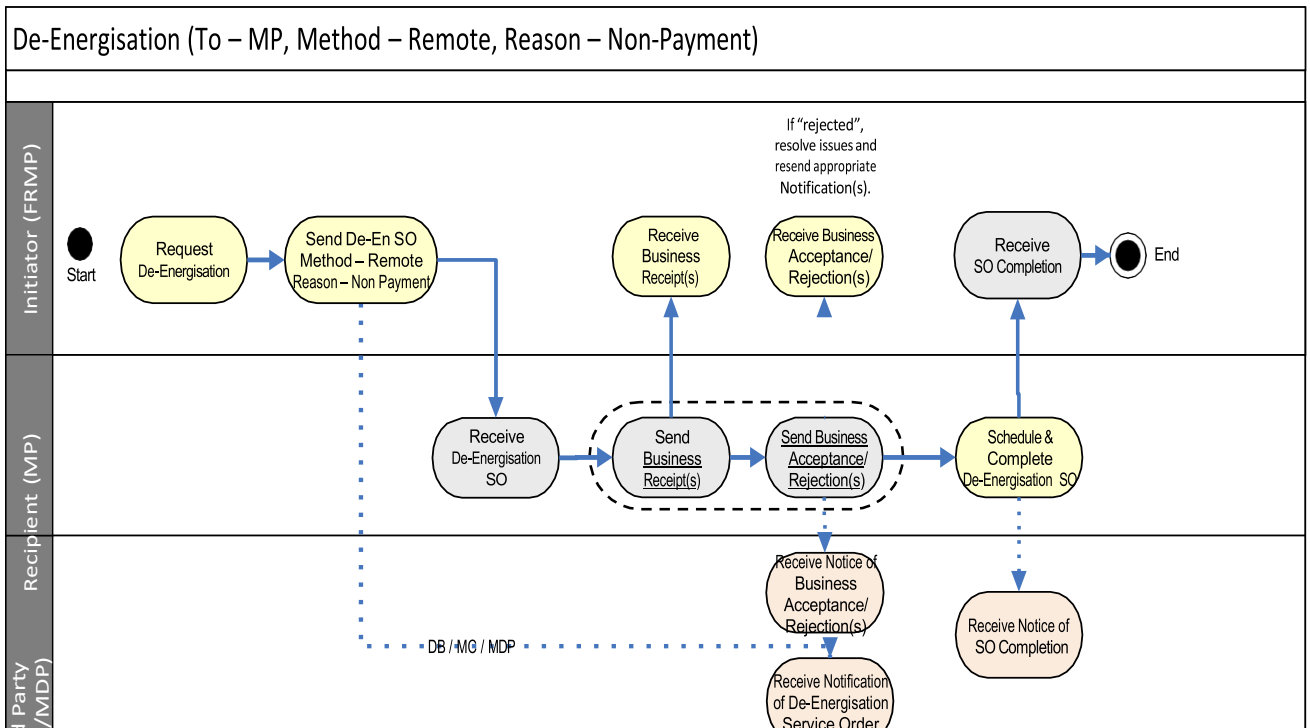 De-Energisation (To – MP, Method – Remote, Reason – Non-Payment)
Initiator (FRMP)
Start
Request
De-Energisation
Send De-En SO
Method – Remote
Reason – Non Payment
Receive
Business
Receipt(s)
If “rejected”,
resolve issues and
resend appropriate
Notification(s).
Receive Business
Acceptance/
Rejection(s)
Receive
SO Completion
End
Recipient (MP)
Receive
De-Energisation
SO
Send
Business
Receipt(s)
Send Business
Acceptance/
Rejection(s)
Schedule &
Complete
De-Energisation SO
d Party
/MDP)
DB / MC / MDP
Receive Notice of
Business
Acceptance/
Rejection(s)
Receive Notification
of De-Energisation
Service Order
Receive Notice of
SO Completion